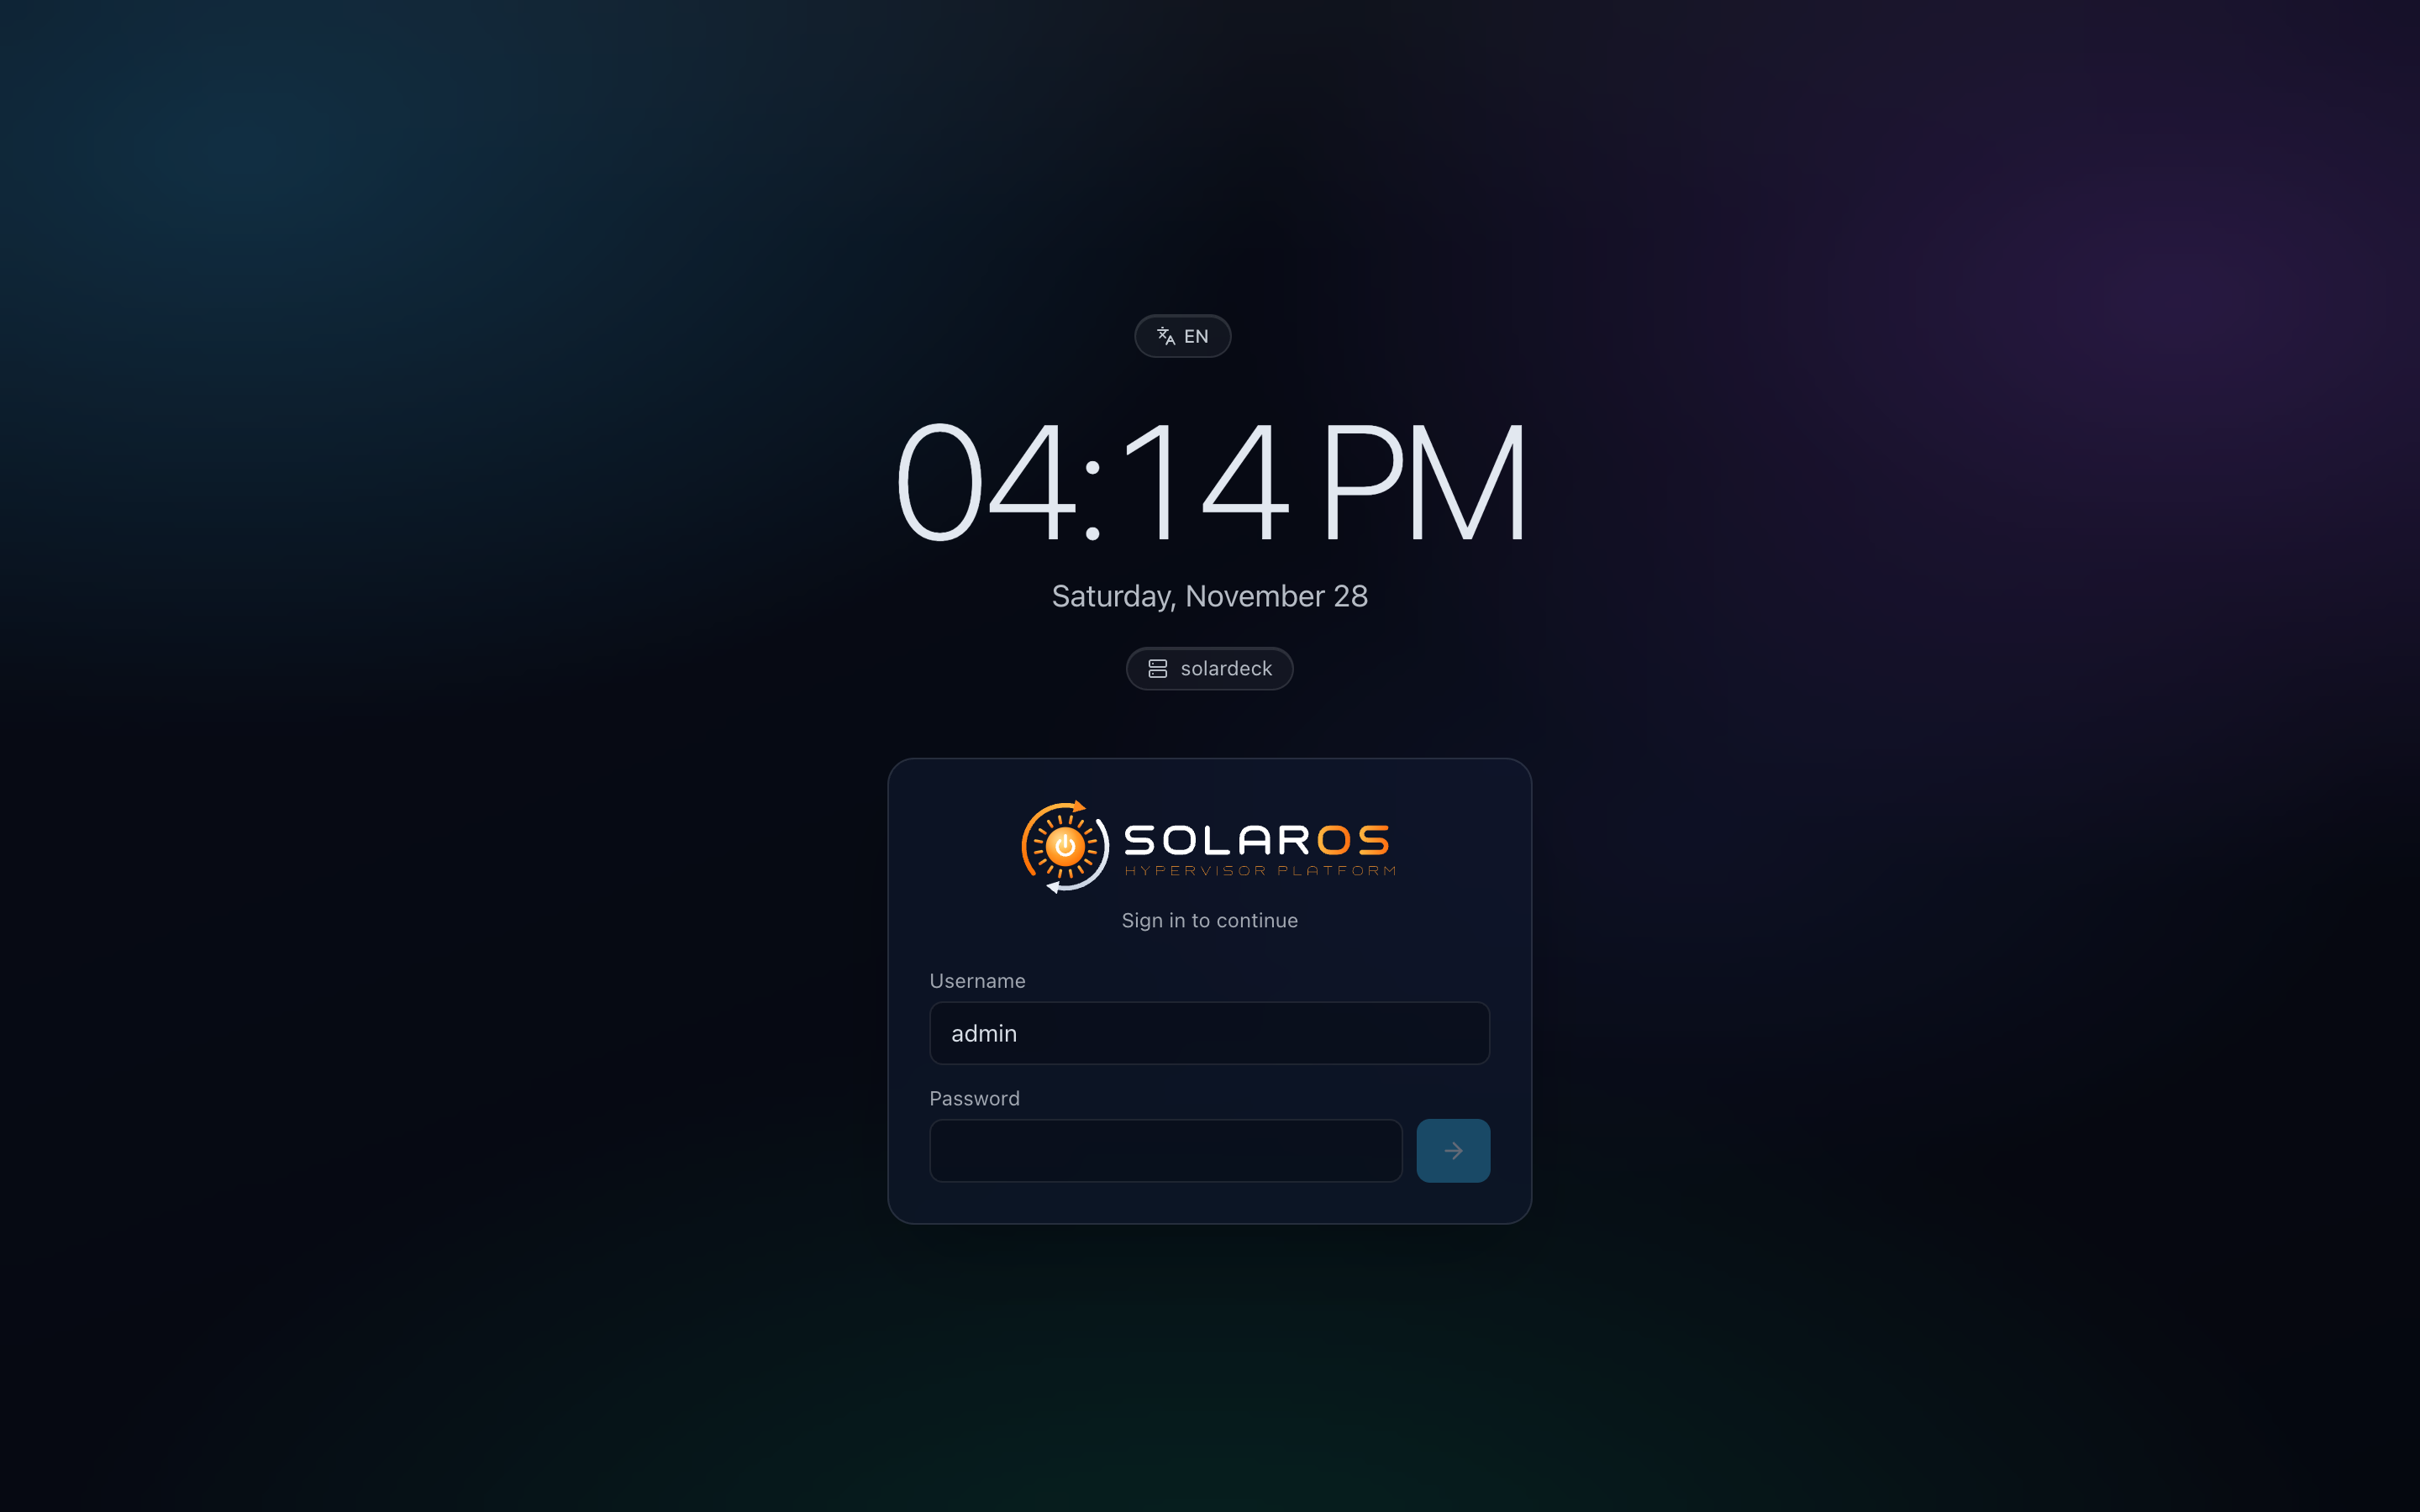 EN
04:14 PM
Saturday, November 28
solardeck
SOLAROS
HYPERVISOR PLATFORM
Sign in to continue
Username
admin
Password